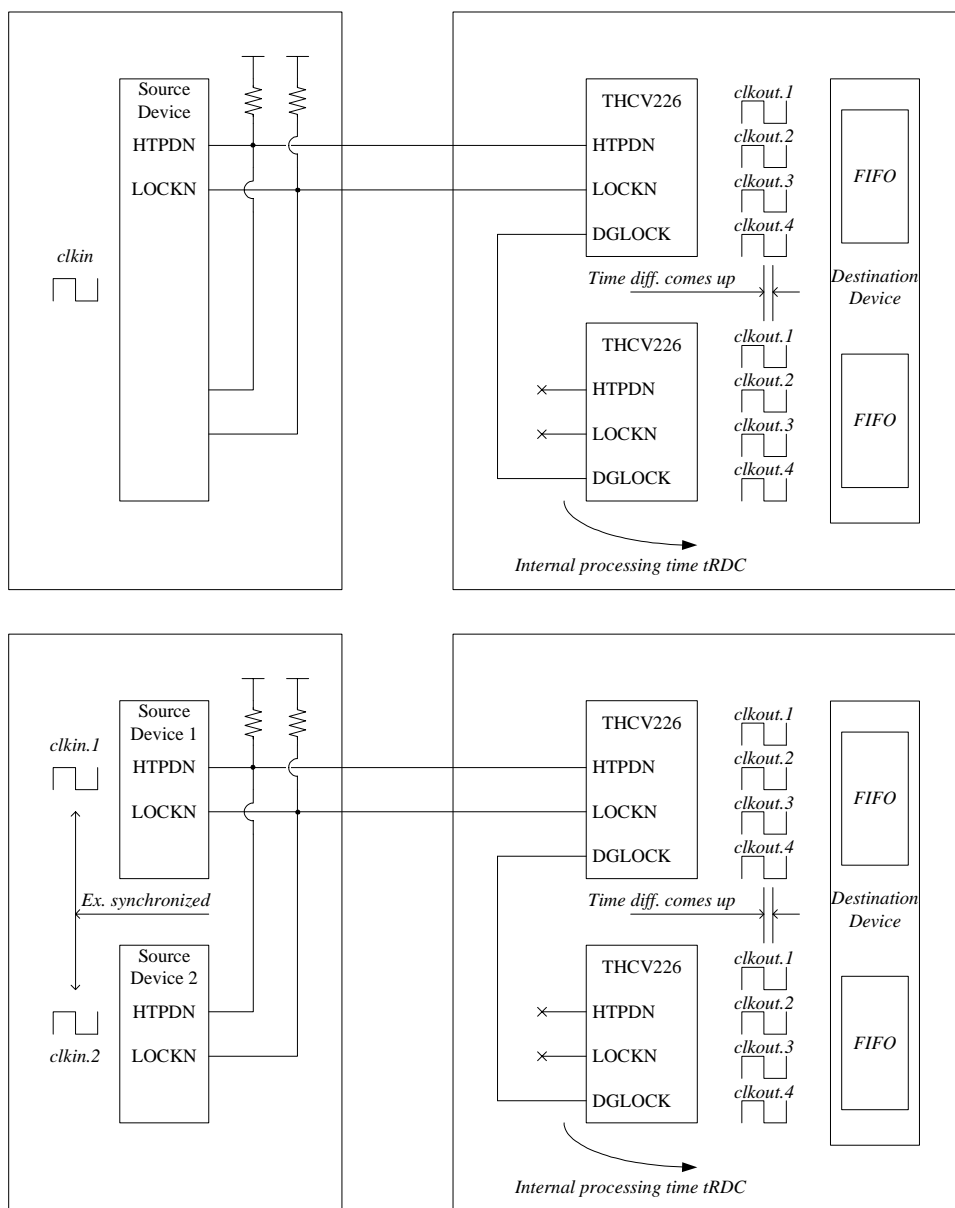 Source
Device
HTPDN
LOCKN
clkin
THCV226
HTPDN
LOCKN
DGLOCK
clkout.1
clkout.2
clkout.3
clkout.4
FIFO
Time diff. comes up
Destination
Device
THCV226
HTPDN
LOCKN
DGLOCK
clkout.1
clkout.2
clkout.3
clkout.4
FIFO
Internal processing time tRDC
Source
Device 1
clkin.1
HTPDN
LOCKN
Ex. synchronized
Source
Device 2
HTPDN
LOCKN
clkin.2
THCV226
HTPDN
LOCKN
DGLOCK
clkout.1
clkout.2
clkout.3
clkout.4
FIFO
Time diff. comes up
Destination
Device
THCV226
HTPDN
LOCKN
DGLOCK
clkout.1
clkout.2
clkout.3
clkout.4
FIFO
Internal processing time tRDC